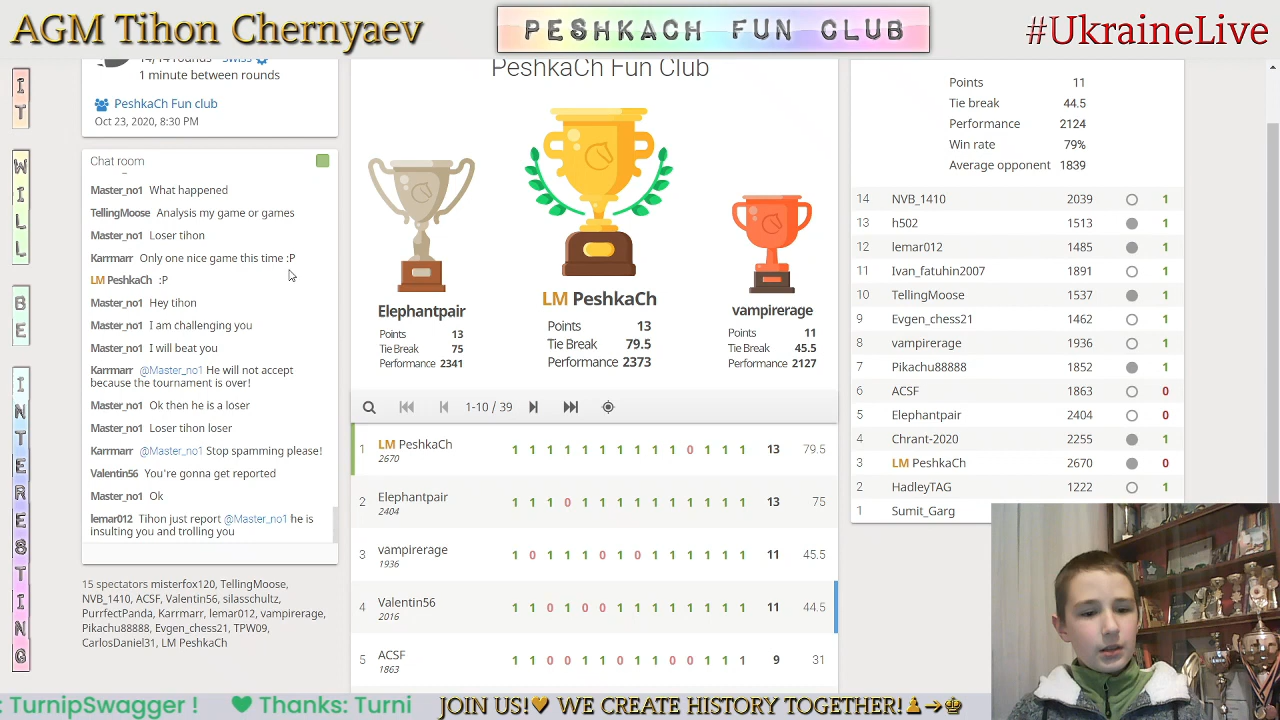 AGM Tihon Chernyaev
PESHKACH FUN CLUB
#UkraineLive
IT
WILL
BE
INTERESTING
1 minute between rounds
PeshkaCh Fun club
Oct 23, 2020, 8:30 PM
Chat room
Master_no1 What happened
TellingMoose Analysis my game or games
Master_no1 Loser tihon
Karrmarr Only one nice game this time :P
LM PeshkaCh :P
Master_no1 Hey tihon
Master_no1 I am challenging you
Master_no1 I will beat you
Karrmarr @Master_no1 He will not accept
because the tournament is over!
Master_no1 Ok then he is a loser
Master_no1 Loser tihon loser
Karrmarr @Master_no1 Stop spamming please!
Valentin56 You're gonna get reported
Master_no1 Ok
lemar012 Tihon just report @Master_no1 he is
insulting you and trolling you
15 spectators misterfox120, TellingMoose,
NVB_1410, ACSF, Valentin56, silasschultz,
PurrfectPanda, Karrmarr, lemar012, vampirerage,
Pikachu88888, Evgen_chess21, TPW09,
CarlosDaniel31, LM PeshkaCh
PeshkaCh Fun Club
Elephantpair
Points 13
Tie Break 75
Performance 2341
LM PeshkaCh
Points 13
Tie Break 79.5
Performance 2373
vampirerage
Points 11
Tie Break 45.5
Performance 2127
1-10 / 39
1 LM PeshkaCh 1 1 1 1 1 1 1 1 1 1 0 1 1 1 13 79.5
2670
2 Elephantpair 1 1 1 0 1 1 1 1 1 1 1 1 1 1 13 75
2404
3 vampirerage 1 0 1 1 1 0 1 0 1 1 1 1 1 1 11 45.5
1936
4 Valentin56 1 1 0 1 0 0 1 1 1 1 1 1 1 1 11 44.5
2016
5 ACSF 1 1 0 0 1 1 0 1 1 0 0 1 1 1 9 31
1863
Points 11
Tie break 44.5
Performance 2124
Win rate 79%
Average opponent 1839
14 NVB_1410 2039 1
13 h502 1513 1
12 lemar012 1485 1
11 Ivan_fatuhin2007 1891 1
10 TellingMoose 1537 1
9 Evgen_chess21 1462 1
8 vampirerage 1936 1
7 Pikachu88888 1852 1
6 ACSF 1863 0
5 Elephantpair 2404 0
4 Chrant-2020 2255 1
3 LM PeshkaCh 2670 0
2 HadleyTAG 1222 1
1 Sumit_Garg
: TurnipSwagger ! Thanks: Turni
JOIN US! WE CREATE HISTORY TOGETHER!